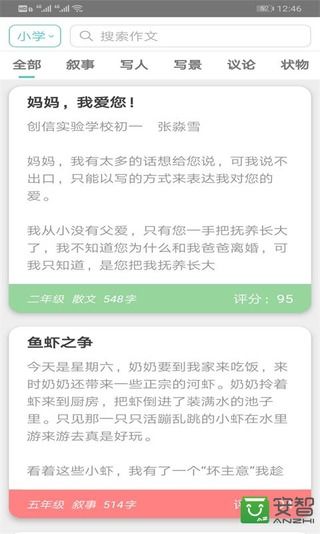 12:46
小学
搜索作文
全部 叙事 写人 写景 议论 状物
妈妈，我爱您！
创信实验学校初一 张淼雪
妈妈，我有太多的话想给您说，可我说不
出口，只能以写的方式来表达我对您的
爱。
我从小没有父爱，只有您一手把抚养长大
了，我不知道您为什么和我爸爸离婚，可
我只知道，是您把我抚养长大
二年级 散文 548字 评分：95
鱼虾之争
今天是星期六，奶奶要到我家来吃饭，来
时奶奶还带来一些正宗的河虾。奶奶拎着
虾来到厨房，把虾倒进了装满水的池子
里。只见那一只只活蹦乱跳的小虾在水里
游来游去真是好玩。
看着这些小虾，我有了一个“坏主意”我趁
五年级 叙事 514字
安智
ANZHI